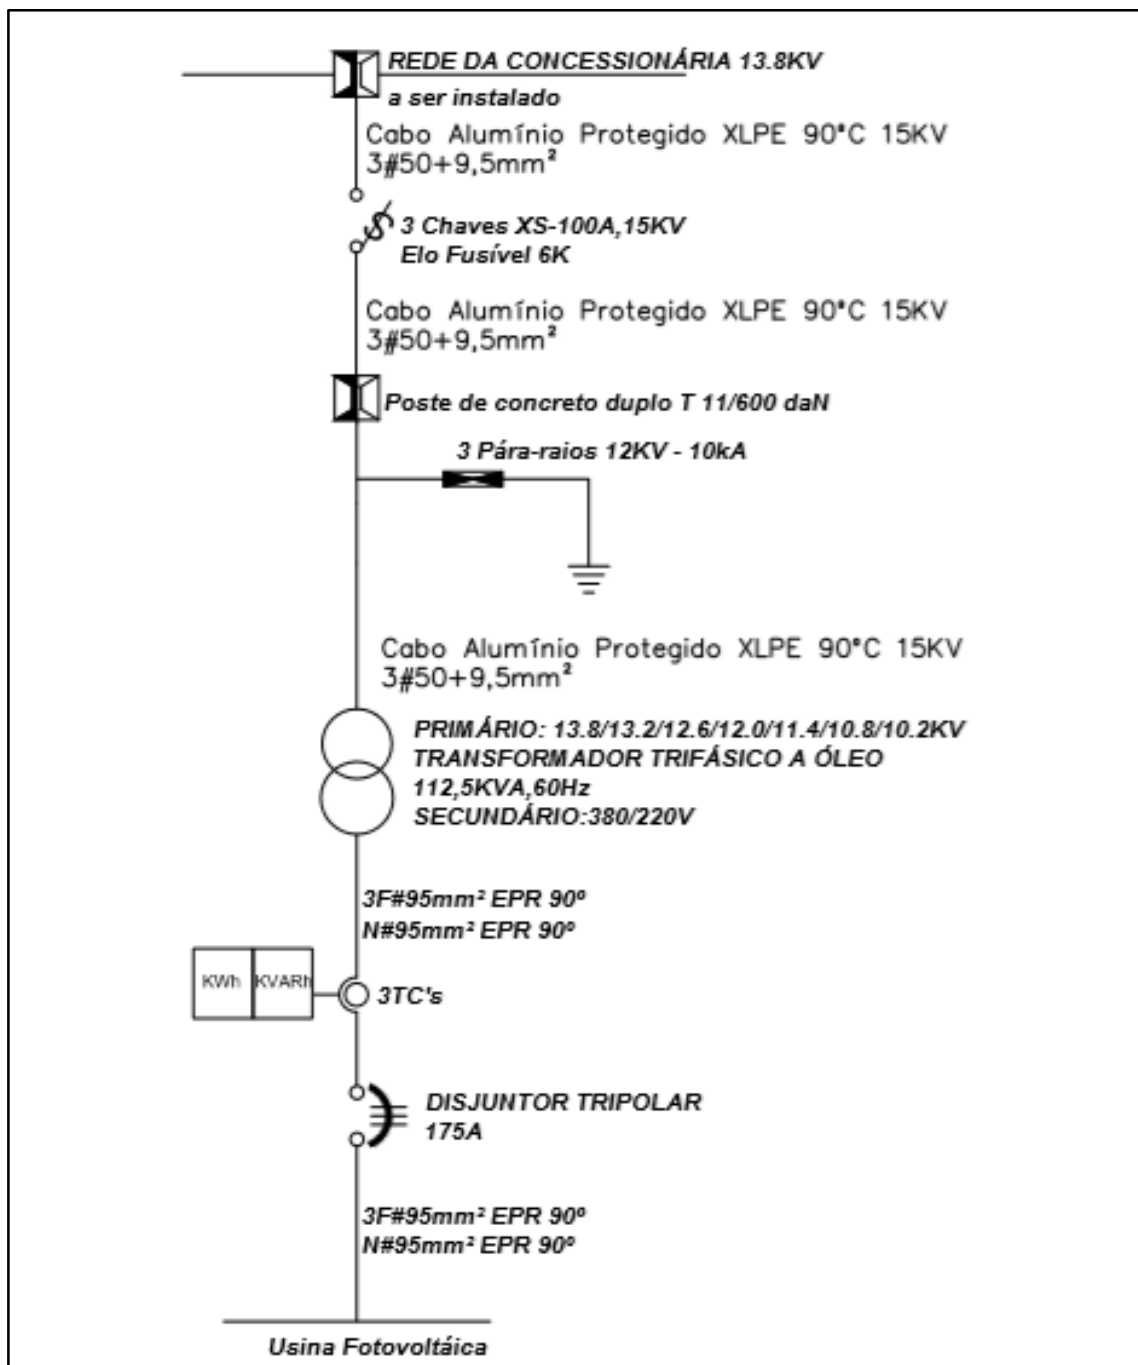 REDE DA CONCESSIONÁRIA 13.8KV
a ser instalado
Cabo Alumínio Protegido XLPE 90°C 15KV
3#50+9,5mm²
3 Chaves XS-100A,15KV
Elo Fusível 6K
Cabo Alumínio Protegido XLPE 90°C 15KV
3#50+9,5mm²
Poste de concreto duplo T 11/600 daN
3 Pára-raios 12KV - 10kA
Cabo Alumínio Protegido XLPE 90°C 15KV
3#50+9,5mm²
PRIMÁRIO: 13.8/13.2/12.6/12.0/11.4/10.8/10.2KV
TRANSFORMADOR TRIFÁSICO A ÓLEO
112,5KVA,60Hz
SECUNDÁRIO:380/220V
3F#95mm² EPR 90º
N#95mm² EPR 90º
KWh KVARh
3TC's
DISJUNTOR TRIPOLAR
175A
3F#95mm² EPR 90º
N#95mm² EPR 90º
Usina Fotovoltáica